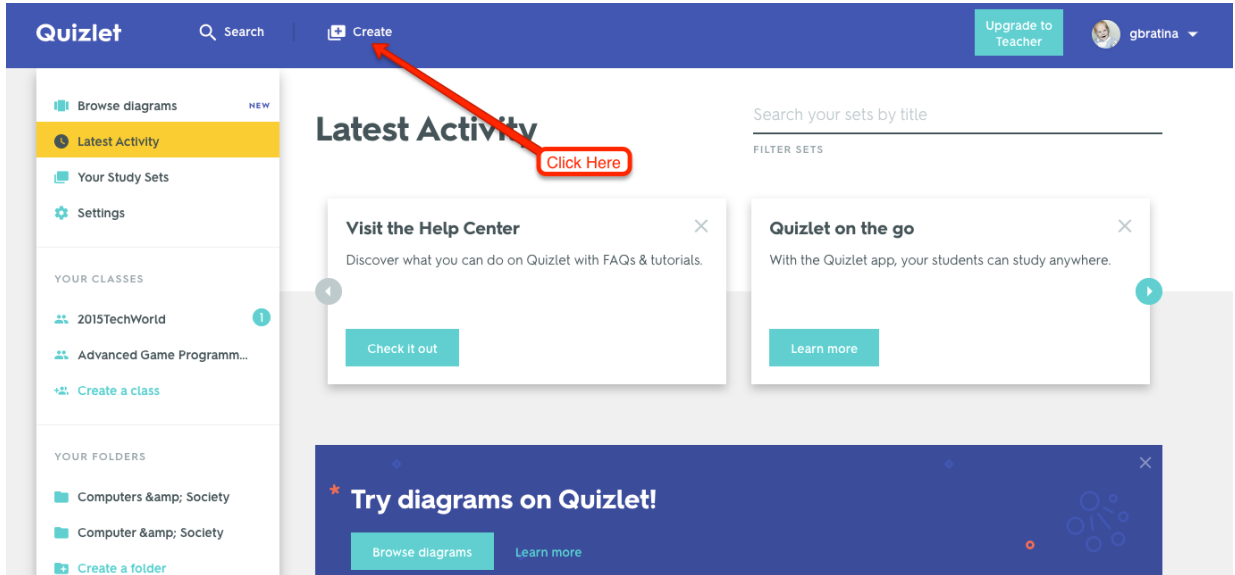 Quizlet
Search
Create
Upgrade to
Teacher
gbratina
Browse diagrams NEW
Latest Activity
Your Study Sets
Settings
YOUR CLASSES
2015TechWorld 1
Advanced Game Programm...
Create a class
YOUR FOLDERS
Computers &amp; Society
Computer &amp; Society
Create a folder
Latest Activity
Click Here
Search your sets by title
FILTER SETS
Visit the Help Center
Discover what you can do on Quizlet with FAQs & tutorials.
Check it out
Quizlet on the go
With the Quizlet app, your students can study anywhere.
Learn more
Try diagrams on Quizlet!
Browse diagrams
Learn more